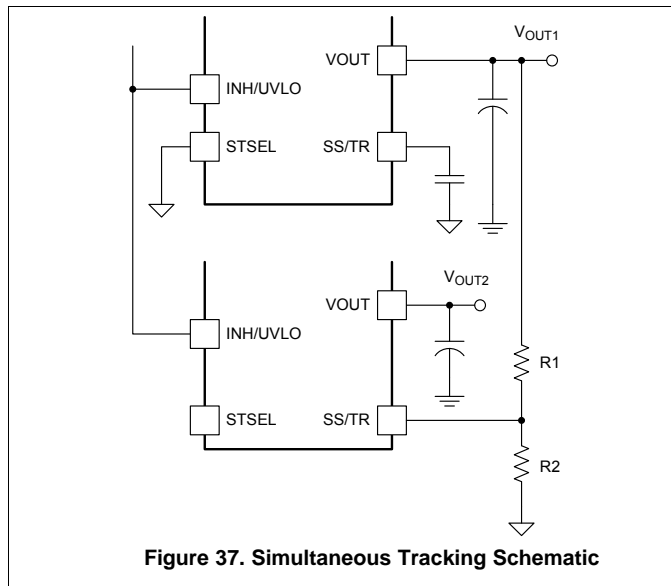 VOUT1
VOUT
INH/UVLO
STSEL
SS/TR
VOUT2
VOUT
INH/UVLO
R1
STSEL
SS/TR
R2
Figure 37. Simultaneous Tracking Schematic